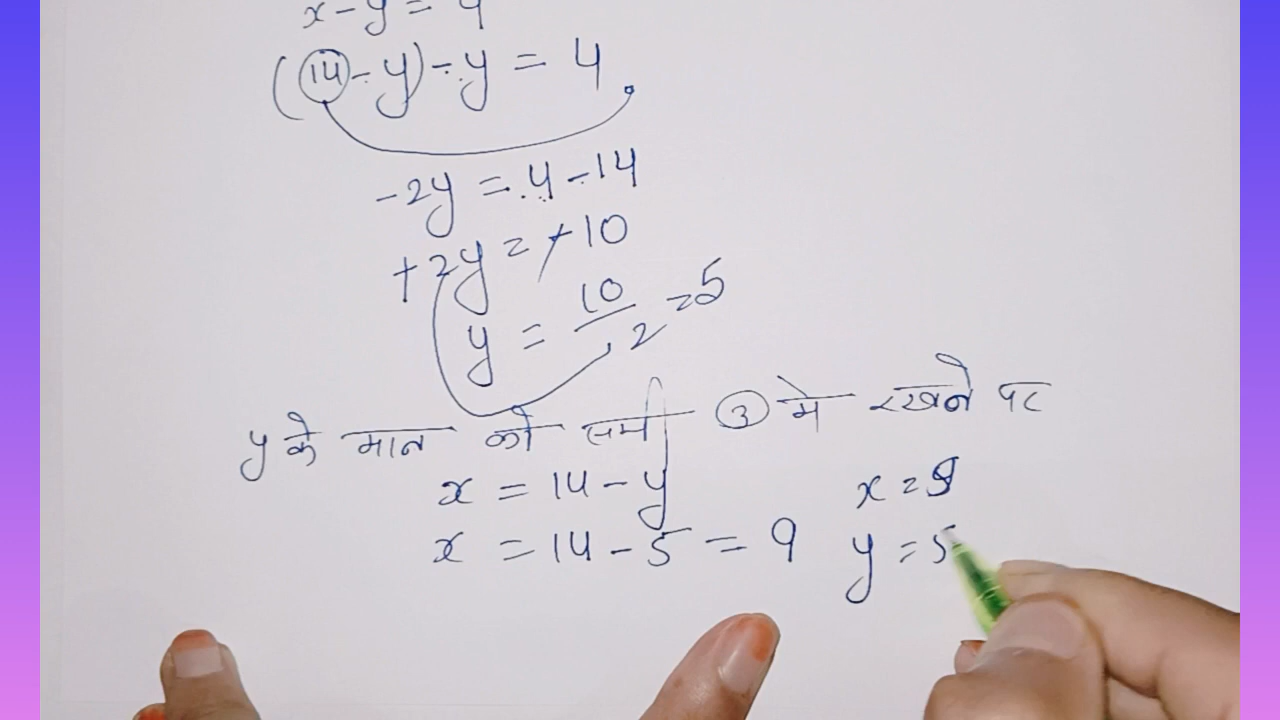 x - y = 4
(14 - y) - y = 4
-2y = 4 - 14
+2y = +10
y = 10/2 = 5
y के मान को समी ③ मे रखने पर
x = 14 - y
x = 14 - 5 = 9
x = 9
y = 5